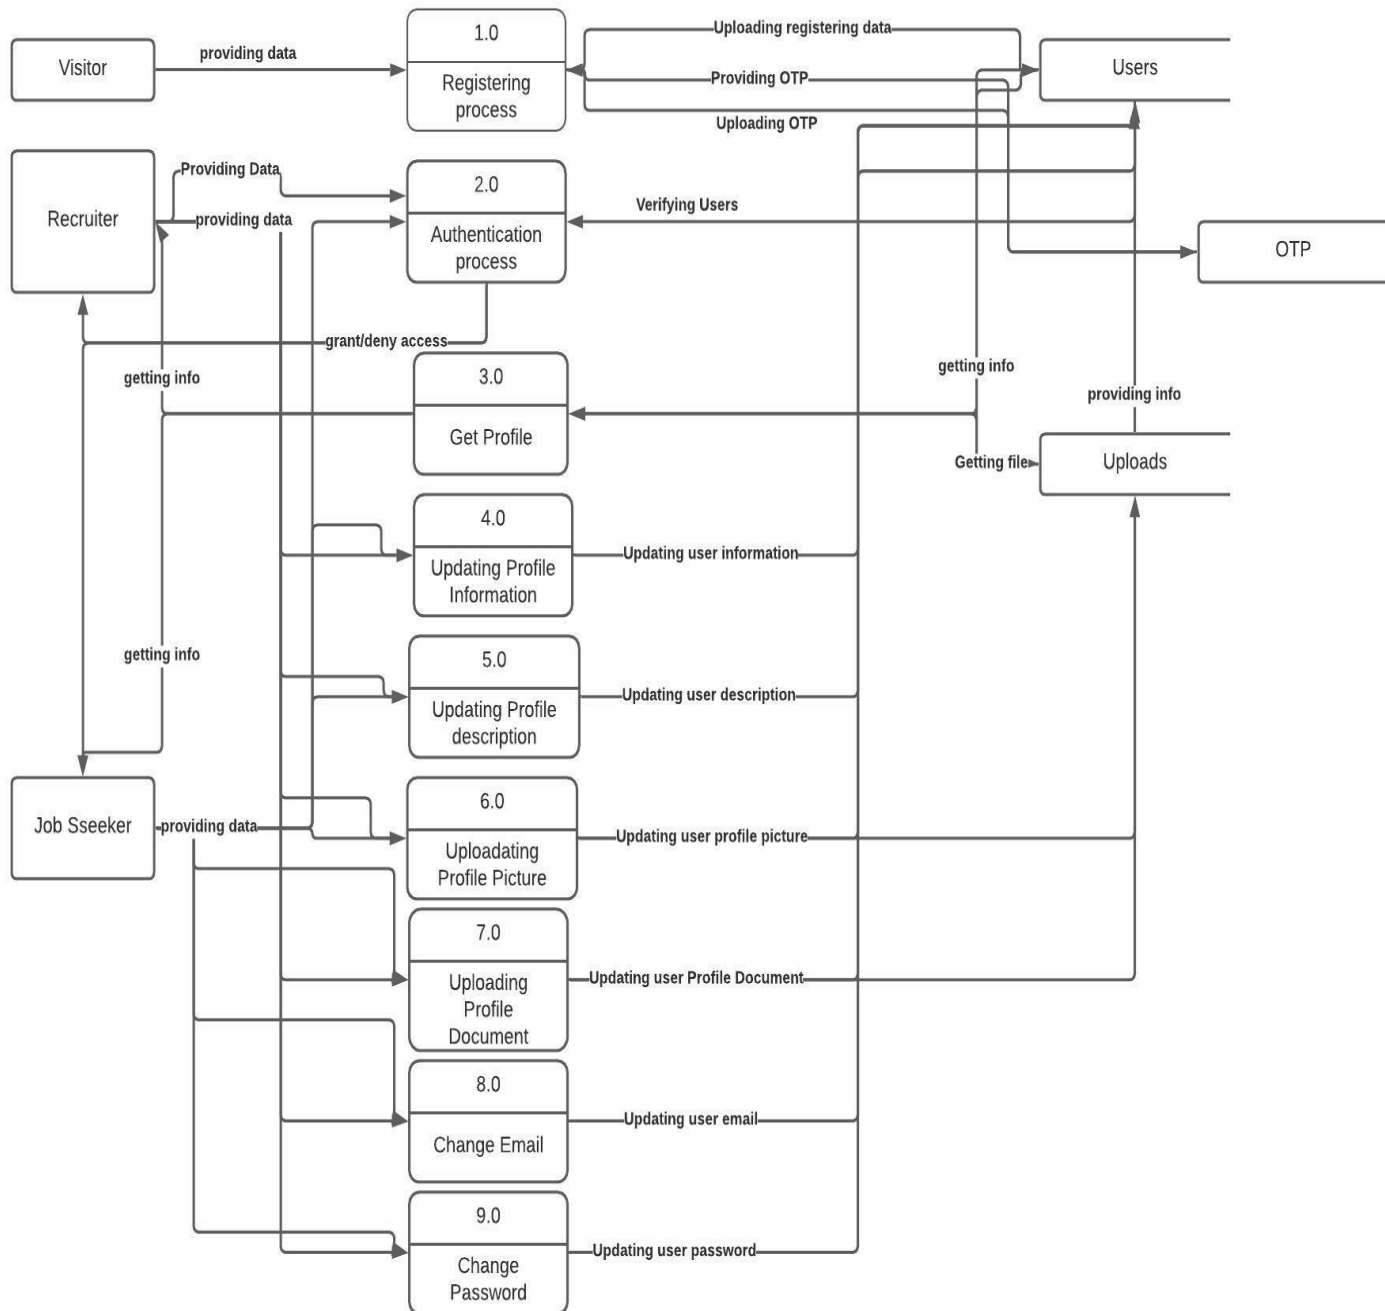 Uploading registering data
1.0
providing data
Visitor
Users
Registering
process
Providing OTP
Uploading OTP
Providing Data
2.0
Recruiter
providing data
Verifying Users
Authentication
process
OTP
grant/deny access
getting info
3.0
getting info
providing info
Get Profile
Getting file
Uploads
4.0
Updating user information
Updating Profile
Information
getting info
5.0
Updating user description
Updating Profile
description
6.0
Job Sseeker
providing data
Updating user profile picture
Uploadating
Profile Picture
7.0
Updating user Profile Document
Uploading
Profile
Document
8.0
Updating user email
Change Email
9.0
Updating user password
Change
Password